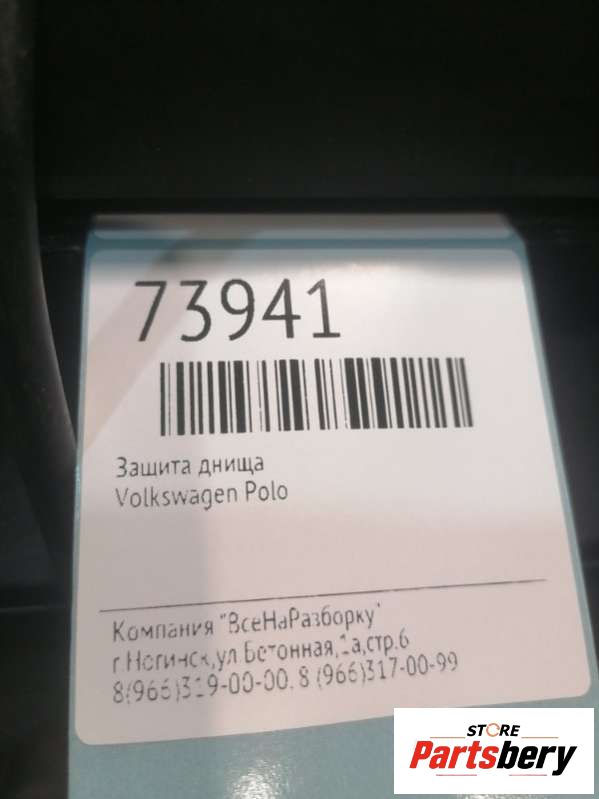 73941
Защита днища
Volkswagen Polo
Компания "ВсеНаРазборку"
г.Ногинск,ул Бетонная,1а,стр.6
8(966)319-00-00, 8 (966)317-00-99
STORE
Partsbery